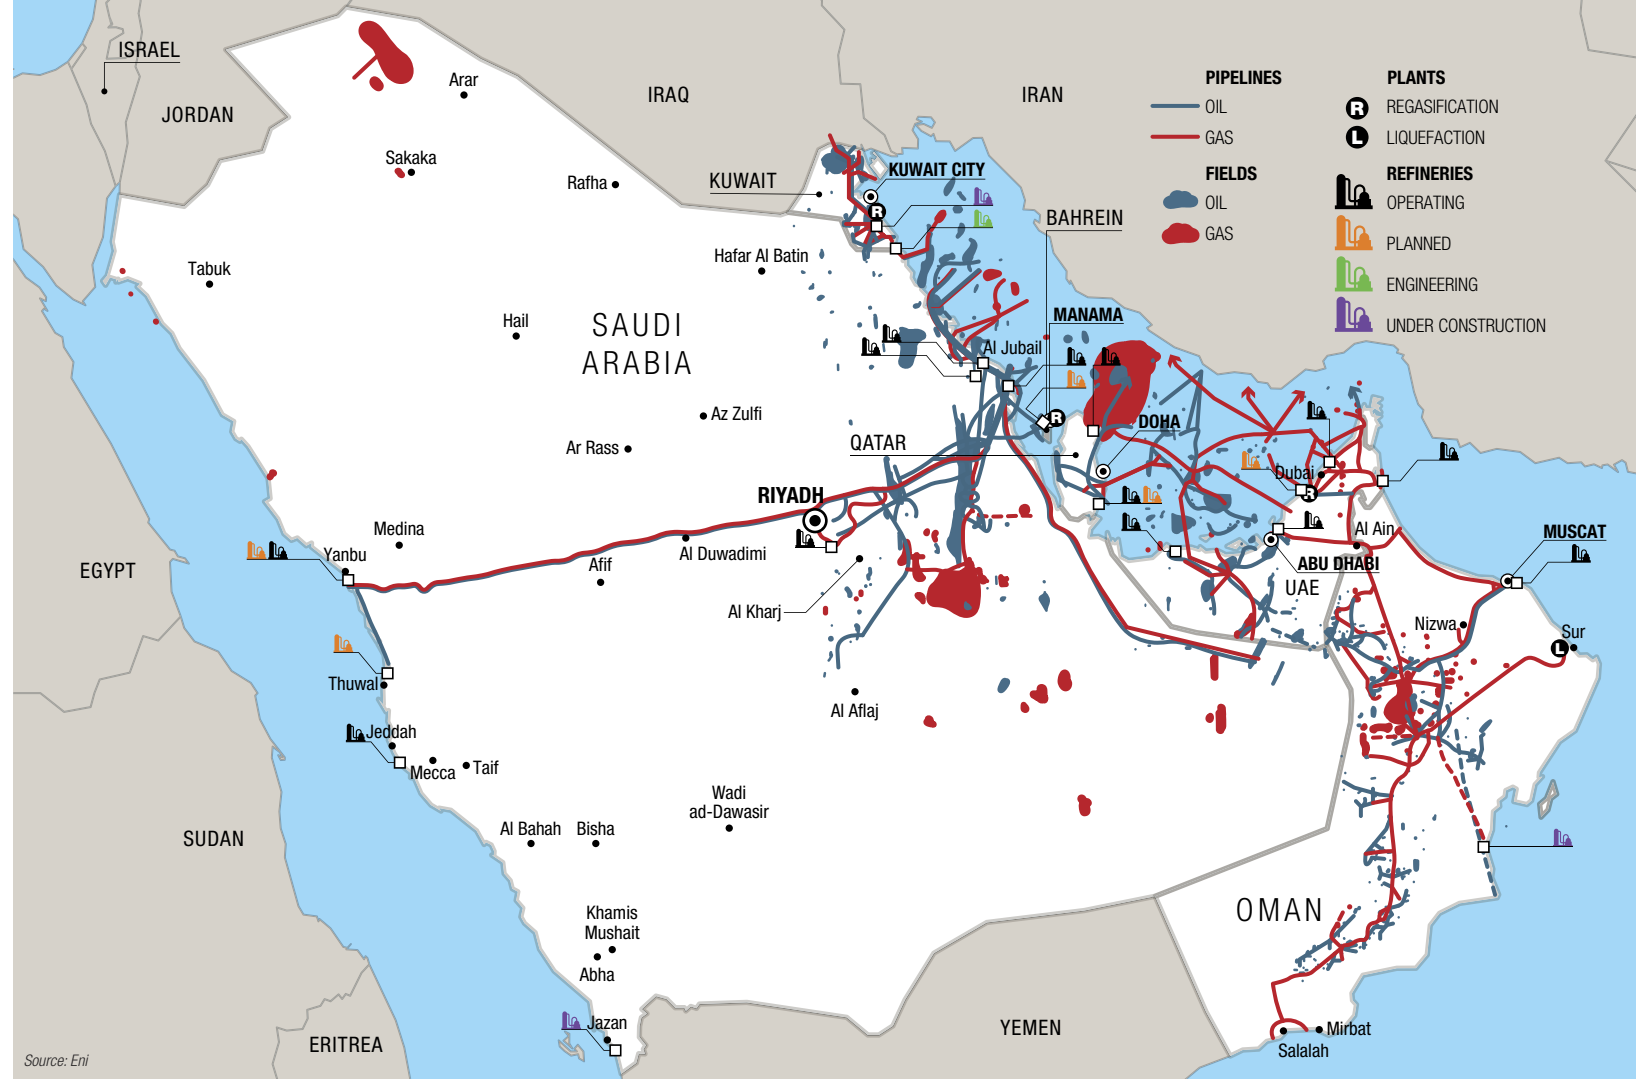 ISRAEL
JORDAN
IRAQ
IRAN
KUWAIT
KUWAIT CITY
BAHREIN
MANAMA
QATAR
DOHA
SAUDI
ARABIA
RIYADH
UAE
ABU DHABI
MUSCAT
OMAN
YEMEN
EGYPT
SUDAN
ERITREA
PIPELINES
OIL
GAS
FIELDS
OIL
GAS
PLANTS
R
REGASIFICATION
L
LIQUEFACTION
REFINERIES
OPERATING
PLANNED
ENGINEERING
UNDER CONSTRUCTION
Arar
Sakaka
Rafha
Tabuk
Hafar Al Batin
Hail
Al Jubail
Az Zulfi
Ar Rass
Medina
Yanbu
Afif
Al Duwadimi
Al Kharj
Al Aflaj
Thuwal
Jeddah
Mecca
Taif
Wadi
ad-Dawasir
Al Bahah
Bisha
Khamis
Mushait
Abha
Jazan
Dubai
Al Ain
Nizwa
Sur
Salalah
Mirbat
R
R
R
L
Source: Eni